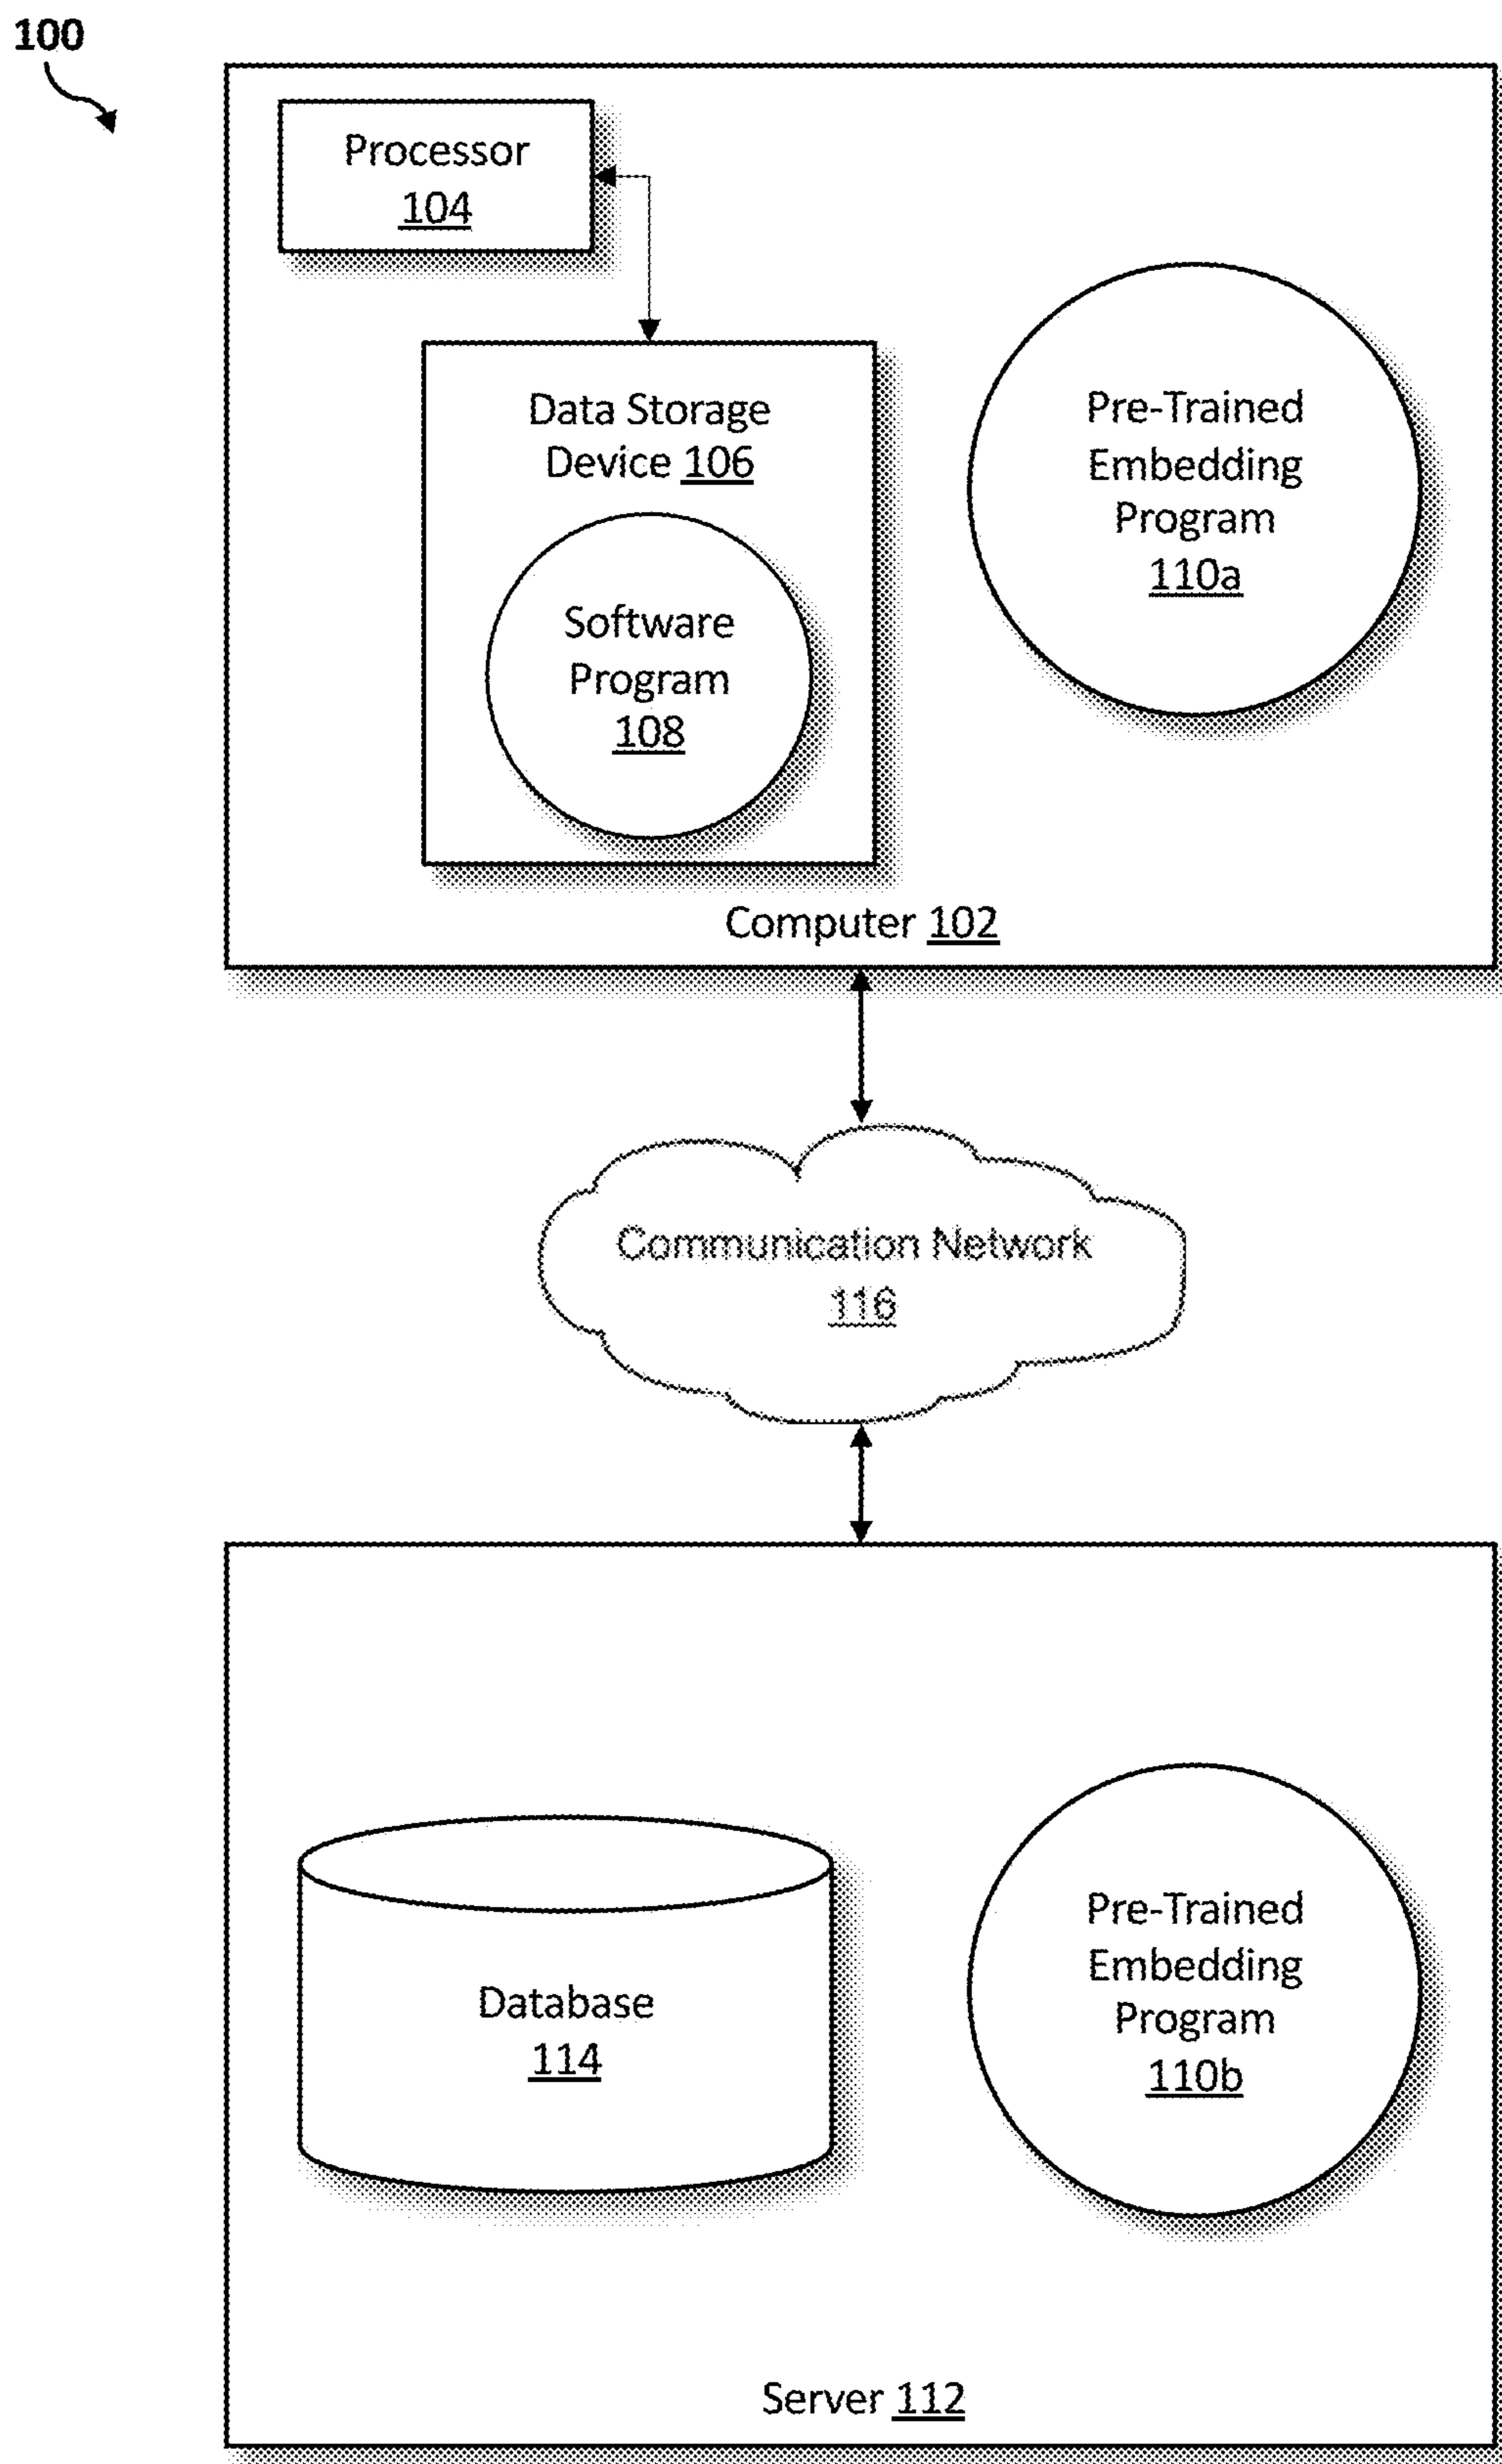 100
Processor
104
Data Storage
Device 106
Software
Program
108
Pre-Trained
Embedding
Program
110a
Computer 102
Communication Network
116
Database
114
Pre-Trained
Embedding
Program
110b
Server 112